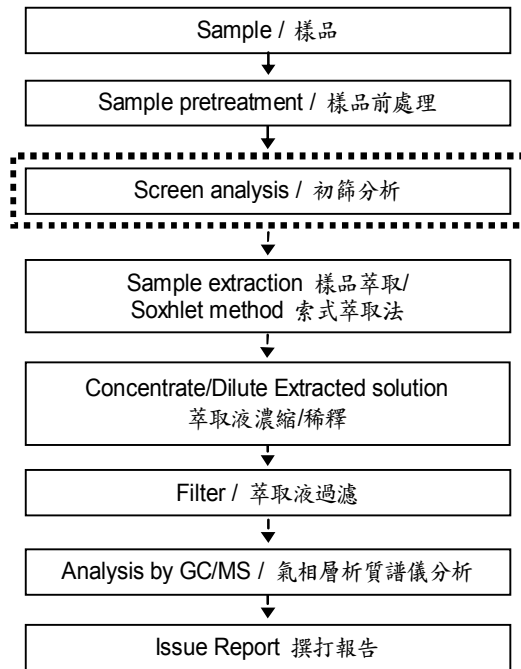 Sample / 樣品
Sample pretreatment / 樣品前處理
Screen analysis / 初篩分析
Sample extraction 樣品萃取/
Soxhlet method 索式萃取法
Concentrate/Dilute Extracted solution
萃取液濃縮/稀釋
Filter / 萃取液過濾
Analysis by GC/MS / 氣相層析質譜儀分析
Issue Report 撰打報告